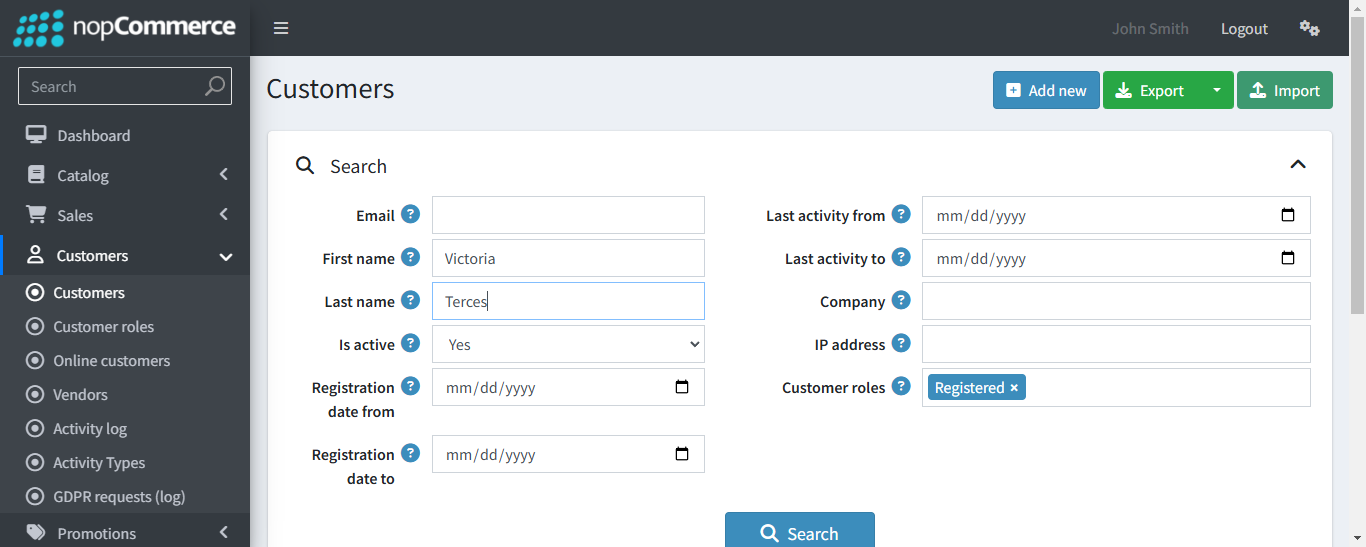 nopCommerce
John Smith
Logout
Search
Dashboard
Catalog
Sales
Customers
Customers
Customer roles
Online customers
Vendors
Activity log
Activity Types
GDPR requests (log)
Promotions
Customers
Add new
Export
Import
Search
Email ?
First name ? Victoria
Last name ? Terces
Is active ? Yes
Registration ? mm/dd/yyyy
date from
Registration ? mm/dd/yyyy
date to
Last activity from ? mm/dd/yyyy
Last activity to ? mm/dd/yyyy
Company ?
IP address ?
Customer roles ? Registered ×
Search